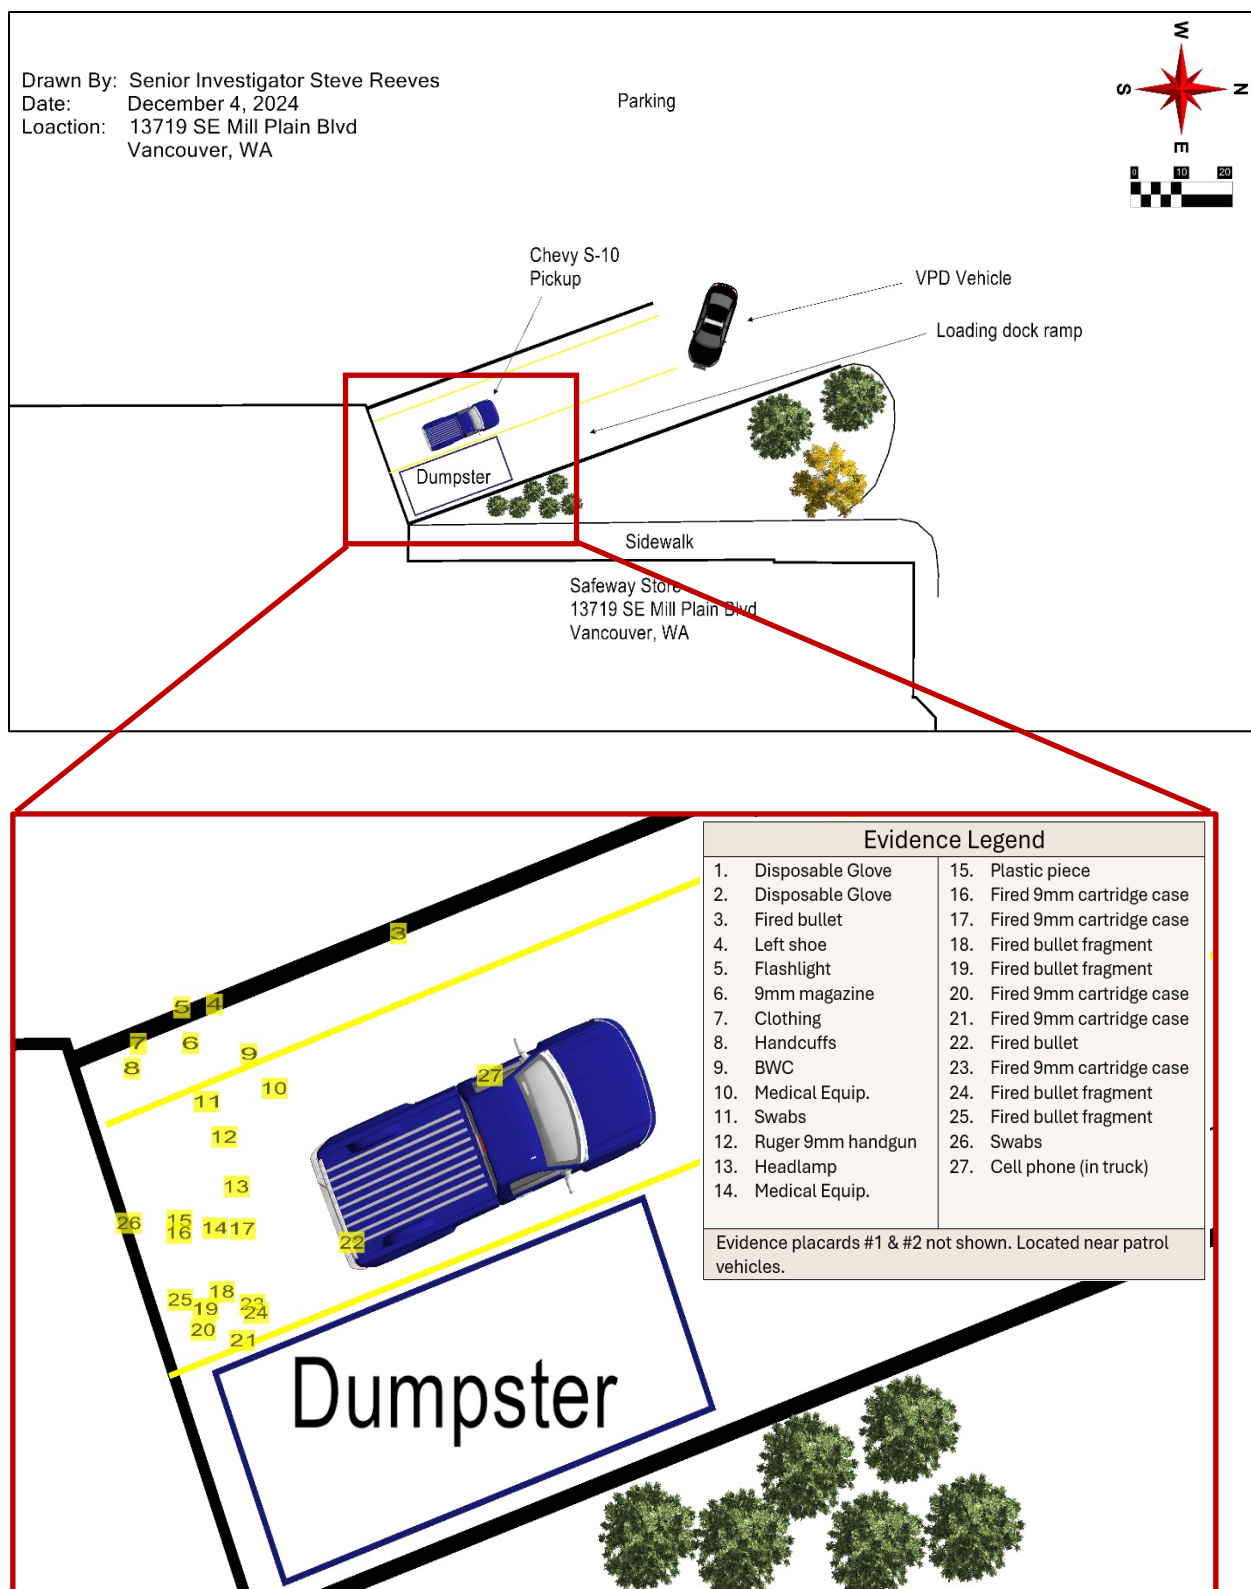 Drawn By: Senior Investigator Steve Reeves
Date: December 4, 2024
Loaction: 13719 SE Mill Plain Blvd
Vancouver, WA
Parking
W
S
N
E
0 10 20
Chevy S-10
Pickup
VPD Vehicle
Loading dock ramp
Dumpster
Sidewalk
Safeway Store
13719 SE Mill Plain Blvd
Vancouver, WA
Evidence Legend
1. Disposable Glove
2. Disposable Glove
3. Fired bullet
4. Left shoe
5. Flashlight
6. 9mm magazine
7. Clothing
8. Handcuffs
9. BWC
10. Medical Equip.
11. Swabs
12. Ruger 9mm handgun
13. Headlamp
14. Medical Equip.
15. Plastic piece
16. Fired 9mm cartridge case
17. Fired 9mm cartridge case
18. Fired bullet fragment
19. Fired bullet fragment
20. Fired 9mm cartridge case
21. Fired 9mm cartridge case
22. Fired bullet
23. Fired 9mm cartridge case
24. Fired bullet fragment
25. Fired bullet fragment
26. Swabs
27. Cell phone (in truck)
Evidence placards #1 & #2 not shown. Located near patrol
vehicles.
3
5 4
7 6
8 9
10
11
12
27
13
26 15 14 17
16
22
25 18 23
19 24
20 21
Dumpster